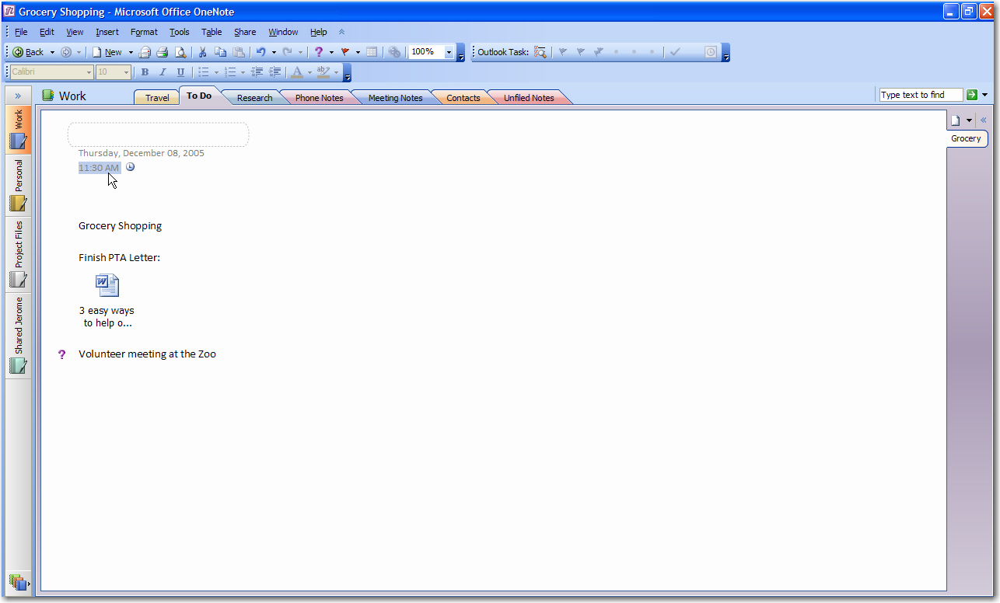 Grocery Shopping - Microsoft Office OneNote
File Edit View Insert Format Tools Table Share Window Help
Back New 100% Outlook Task:
Calibri 10 B I U A ab
Work Travel To Do Research Phone Notes Meeting Notes Contacts Unfiled Notes Type text to find
Work
Personal
Project Files
Shared Jerome
Thursday, December 08, 2005
11:30 AM
Grocery Shopping
Finish PTA Letter:
W
3 easy ways
to help o...
? Volunteer meeting at the Zoo
Grocery